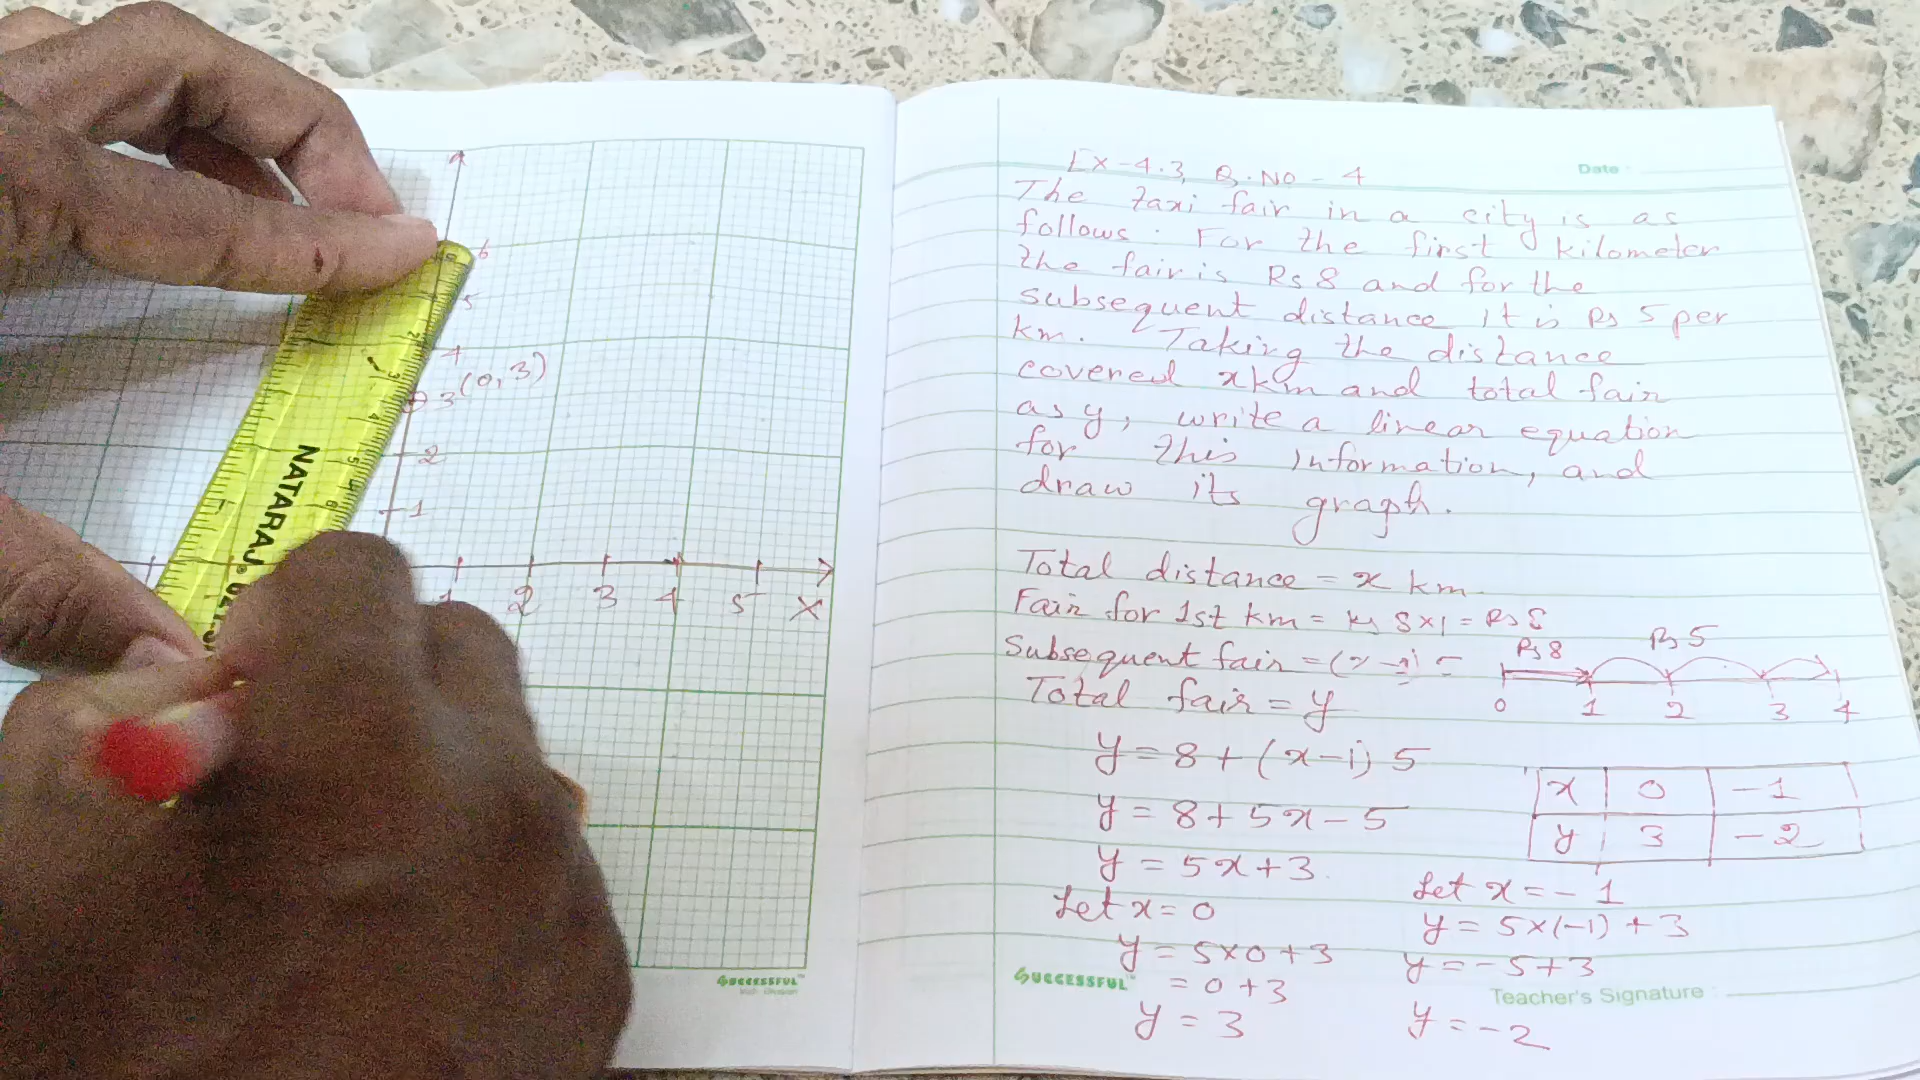 6
5
4
3 (0,3)
2
1
1 2 3 4 5 X
NATARAJ
SUCCESSFUL
Ex-4.3, Q.NO - 4
Date
The taxi fair in a city is as
follows. For the first kilometer
the fair is Rs 8 and for the
subsequent distance it is Rs 5 per
km. Taking the distance
covered x km and total fair
as y, write a linear equation
for this information, and
draw its graph.
Total distance = x km
Fair for 1st km = Rs 8×1 = Rs 8
Subsequent fair = (x-1) 5
Rs 8 Rs 5
0 1 2 3 4
Total fair = y
y = 8 + (x-1) 5
y = 8 + 5x - 5
y = 5x + 3
x 0 -1
y 3 -2
Let x = 0
y = 5×0+3
= 0+3
y = 3
Let x = -1
y = 5×(-1) + 3
y = -5+3
y = -2
SUCCESSFUL
Teacher's Signature :